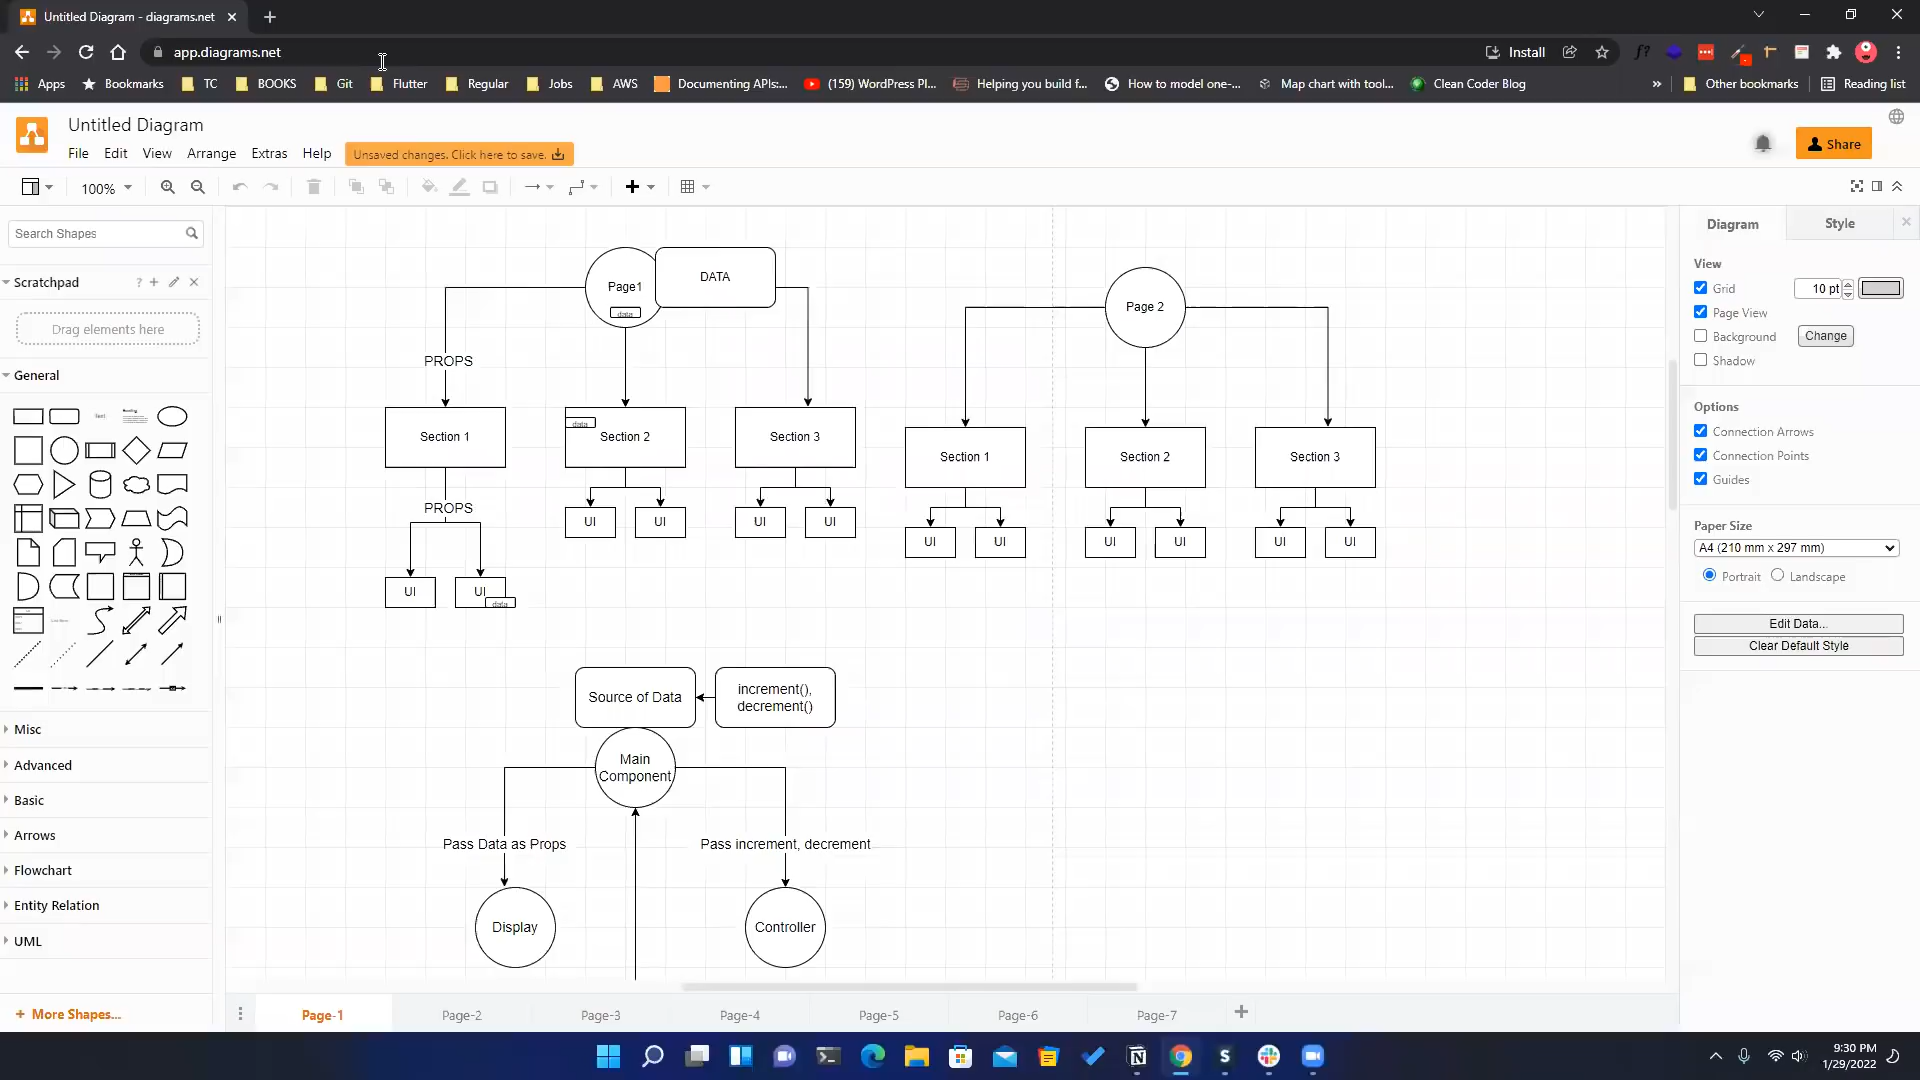 Untitled Diagram - diagrams.net
app.diagrams.net
Install
Apps
Bookmarks
TC
BOOKS
Git
Flutter
Regular
Jobs
AWS
Documenting APIs:...
(159) WordPress Pl...
Helping you build f...
How to model one-...
Map chart with tool...
Clean Coder Blog
»
Other bookmarks
Reading list
Untitled Diagram
File
Edit
View
Arrange
Extras
Help
Unsaved changes. Click here to save.
Share
100%
Search Shapes
Scratchpad
?
Drag elements here
General
Misc
Advanced
Basic
Arrows
Flowchart
Entity Relation
UML
+ More Shapes...
Page1
data
DATA
PROPS
Section 1
data
Section 2
Section 3
PROPS
UI
UI
UI
UI
UI
UI
data
Page 2
Section 1
Section 2
Section 3
UI
UI
UI
UI
UI
UI
Source of Data
increment(),
decrement()
Main
Component
Pass Data as Props
Pass increment, decrement
Display
Controller
Page-1
Page-2
Page-3
Page-4
Page-5
Page-6
Page-7
Diagram
Style
View
Grid
10 pt
Page View
Background
Change
Shadow
Options
Connection Arrows
Connection Points
Guides
Paper Size
A4 (210 mm x 297 mm)
Portrait
Landscape
Edit Data...
Clear Default Style
9:30 PM
1/29/2022